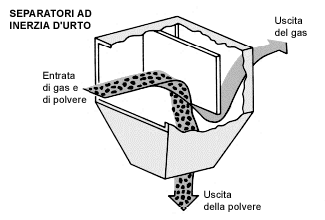 SEPARATORI AD
INERZIA D'URTO
Uscita
del gas
Entrata
di gas e
di polvere
Uscita
della polvere